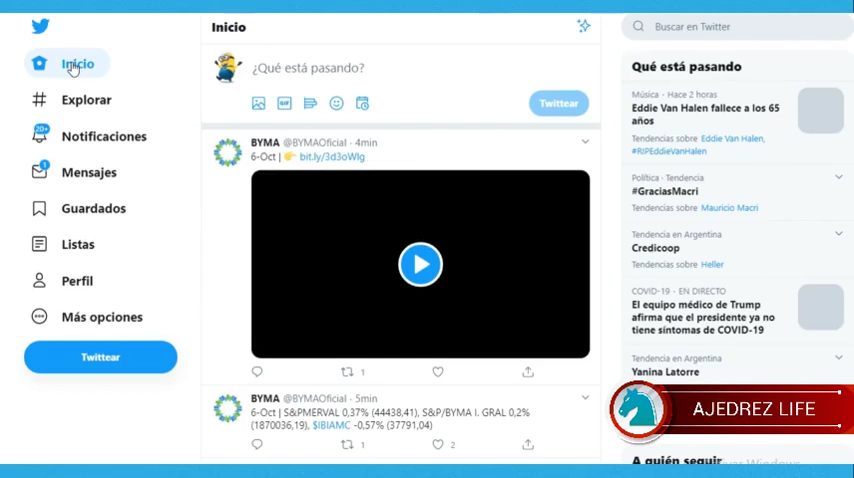 Inicio
Explorar
20+
Notificaciones
1
Mensajes
Guardados
Listas
Perfil
Más opciones
Twittear
Inicio
¿Qué está pasando?
GIF
Twittear
BYMA @BYMAOficial · 4min
6-Oct | 👉 bit.ly/3d3oWIg
1
BYMA @BYMAOficial · 5min
6-Oct | S&PMERVAL 0,37% (44438,41), S&P/BYMA I. GRAL 0,2%
(1870036,19), $IBIAMC -0,57% (37791,04)
1
2
Buscar en Twitter
Qué está pasando
Música · Hace 2 horas
Eddie Van Halen fallece a los 65
años
Tendencias sobre Eddie Van Halen,
#RIPEddieVanHalen
Política · Tendencia
#GraciasMacri
Tendencias sobre Mauricio Macri
Tendencia en Argentina
Credicoop
Tendencias sobre Heller
COVID-19 · EN DIRECTO
El equipo médico de Trump
afirma que el presidente ya no
tiene síntomas de COVID-19
Tendencia en Argentina
Yanina Latorre
AJEDREZ LIFE
A quién seguir
Windows